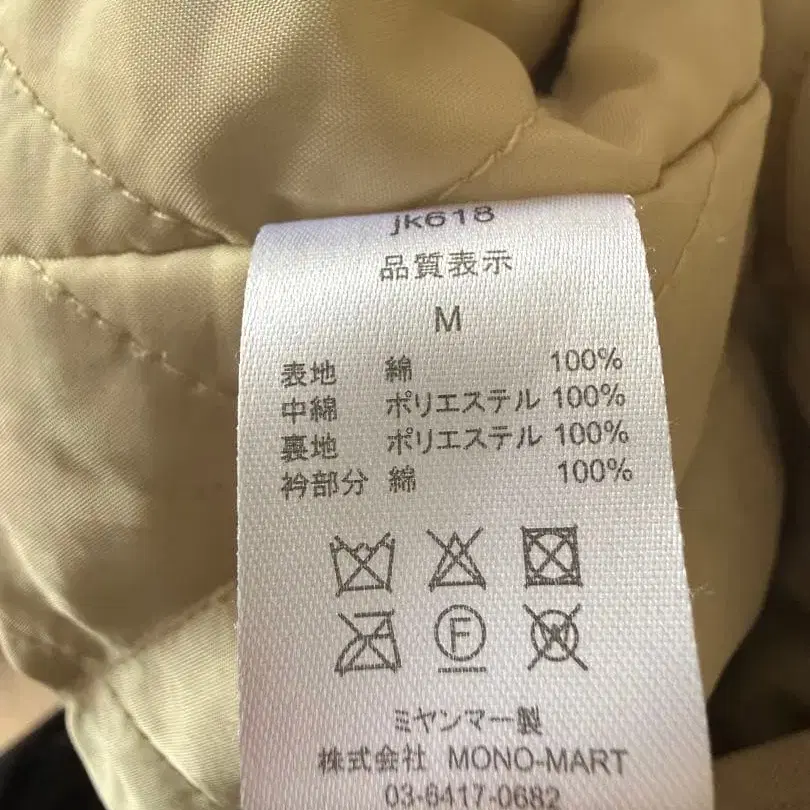 jk618
品質表示
M
表地 綿 100%
中綿 ポリエステル 100%
裏地 ポリエステル 100%
衿部分 綿 100%
F W
ミヤンマー製
株式会社 MONO-MART
03-6417-0682